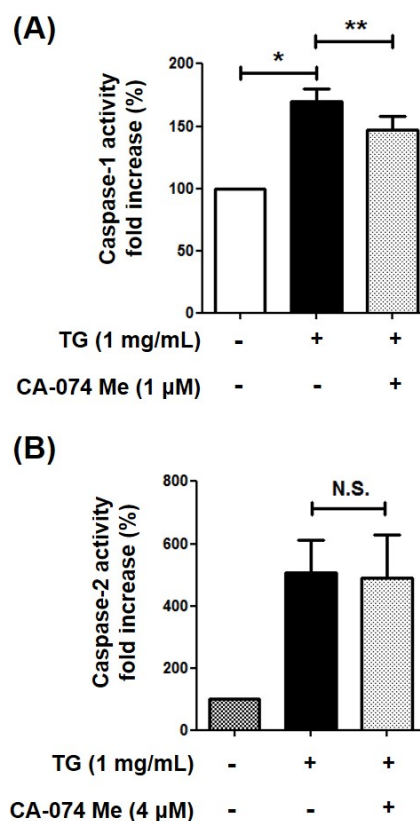 (A)
* **
Caspase-1 activity
fold increase (%)
200
150
100
50
0
TG (1 mg/mL) - + +
CA-074 Me (1 µM) - - +
(B)
N.S.
Caspase-2 activity
fold increase (%)
800
600
400
200
0
TG (1 mg/mL) - + +
CA-074 Me (4 µM) - - +